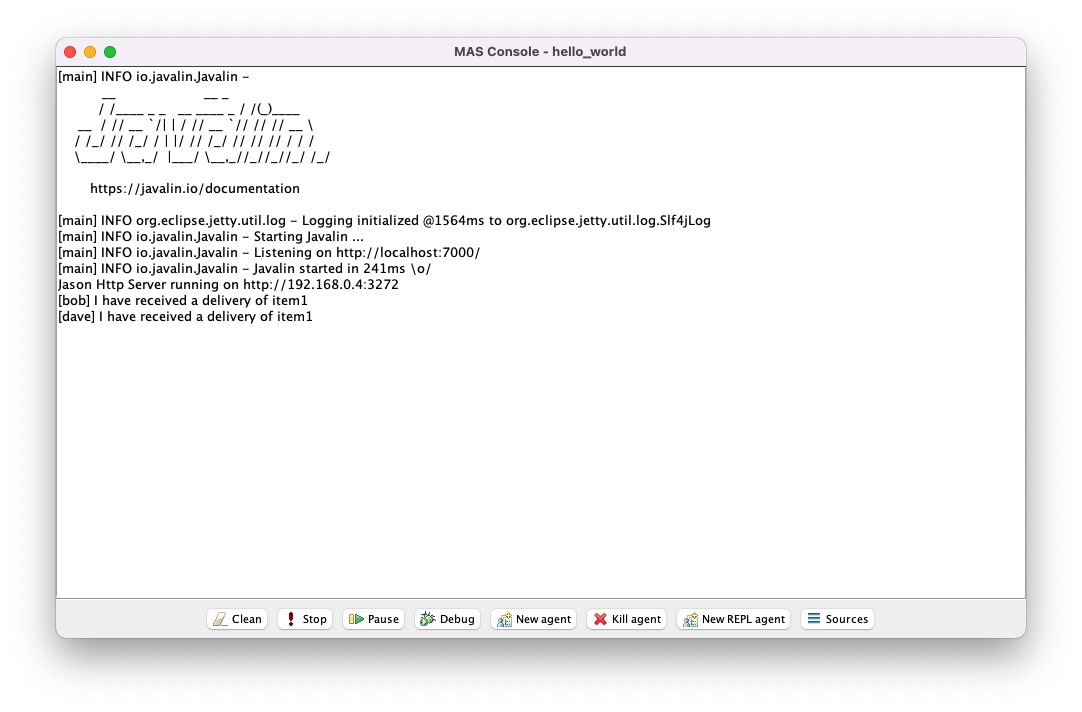 MAS Console - hello_world
[main] INFO io.javalin.Javalin -
           __                      __ _
          / /____ _ _   __ ____ _ / /(_)____
     __  / // __ `/| | / // __ `// // // __ \
    / /_/ // /_/ / | |/ // /_/ // // // / / /
    \____/ \__,_/  |___/ \__,_//_//_//_/ /_/
https://javalin.io/documentation
[main] INFO org.eclipse.jetty.util.log - Logging initialized @1564ms to org.eclipse.jetty.util.log.Slf4jLog
[main] INFO io.javalin.Javalin - Starting Javalin ...
[main] INFO io.javalin.Javalin - Listening on http://localhost:7000/
[main] INFO io.javalin.Javalin - Javalin started in 241ms \o/
Jason Http Server running on http://192.168.0.4:3272
[bob] I have received a delivery of item1
[dave] I have received a delivery of item1
Clean Stop Pause Debug New agent Kill agent New REPL agent Sources